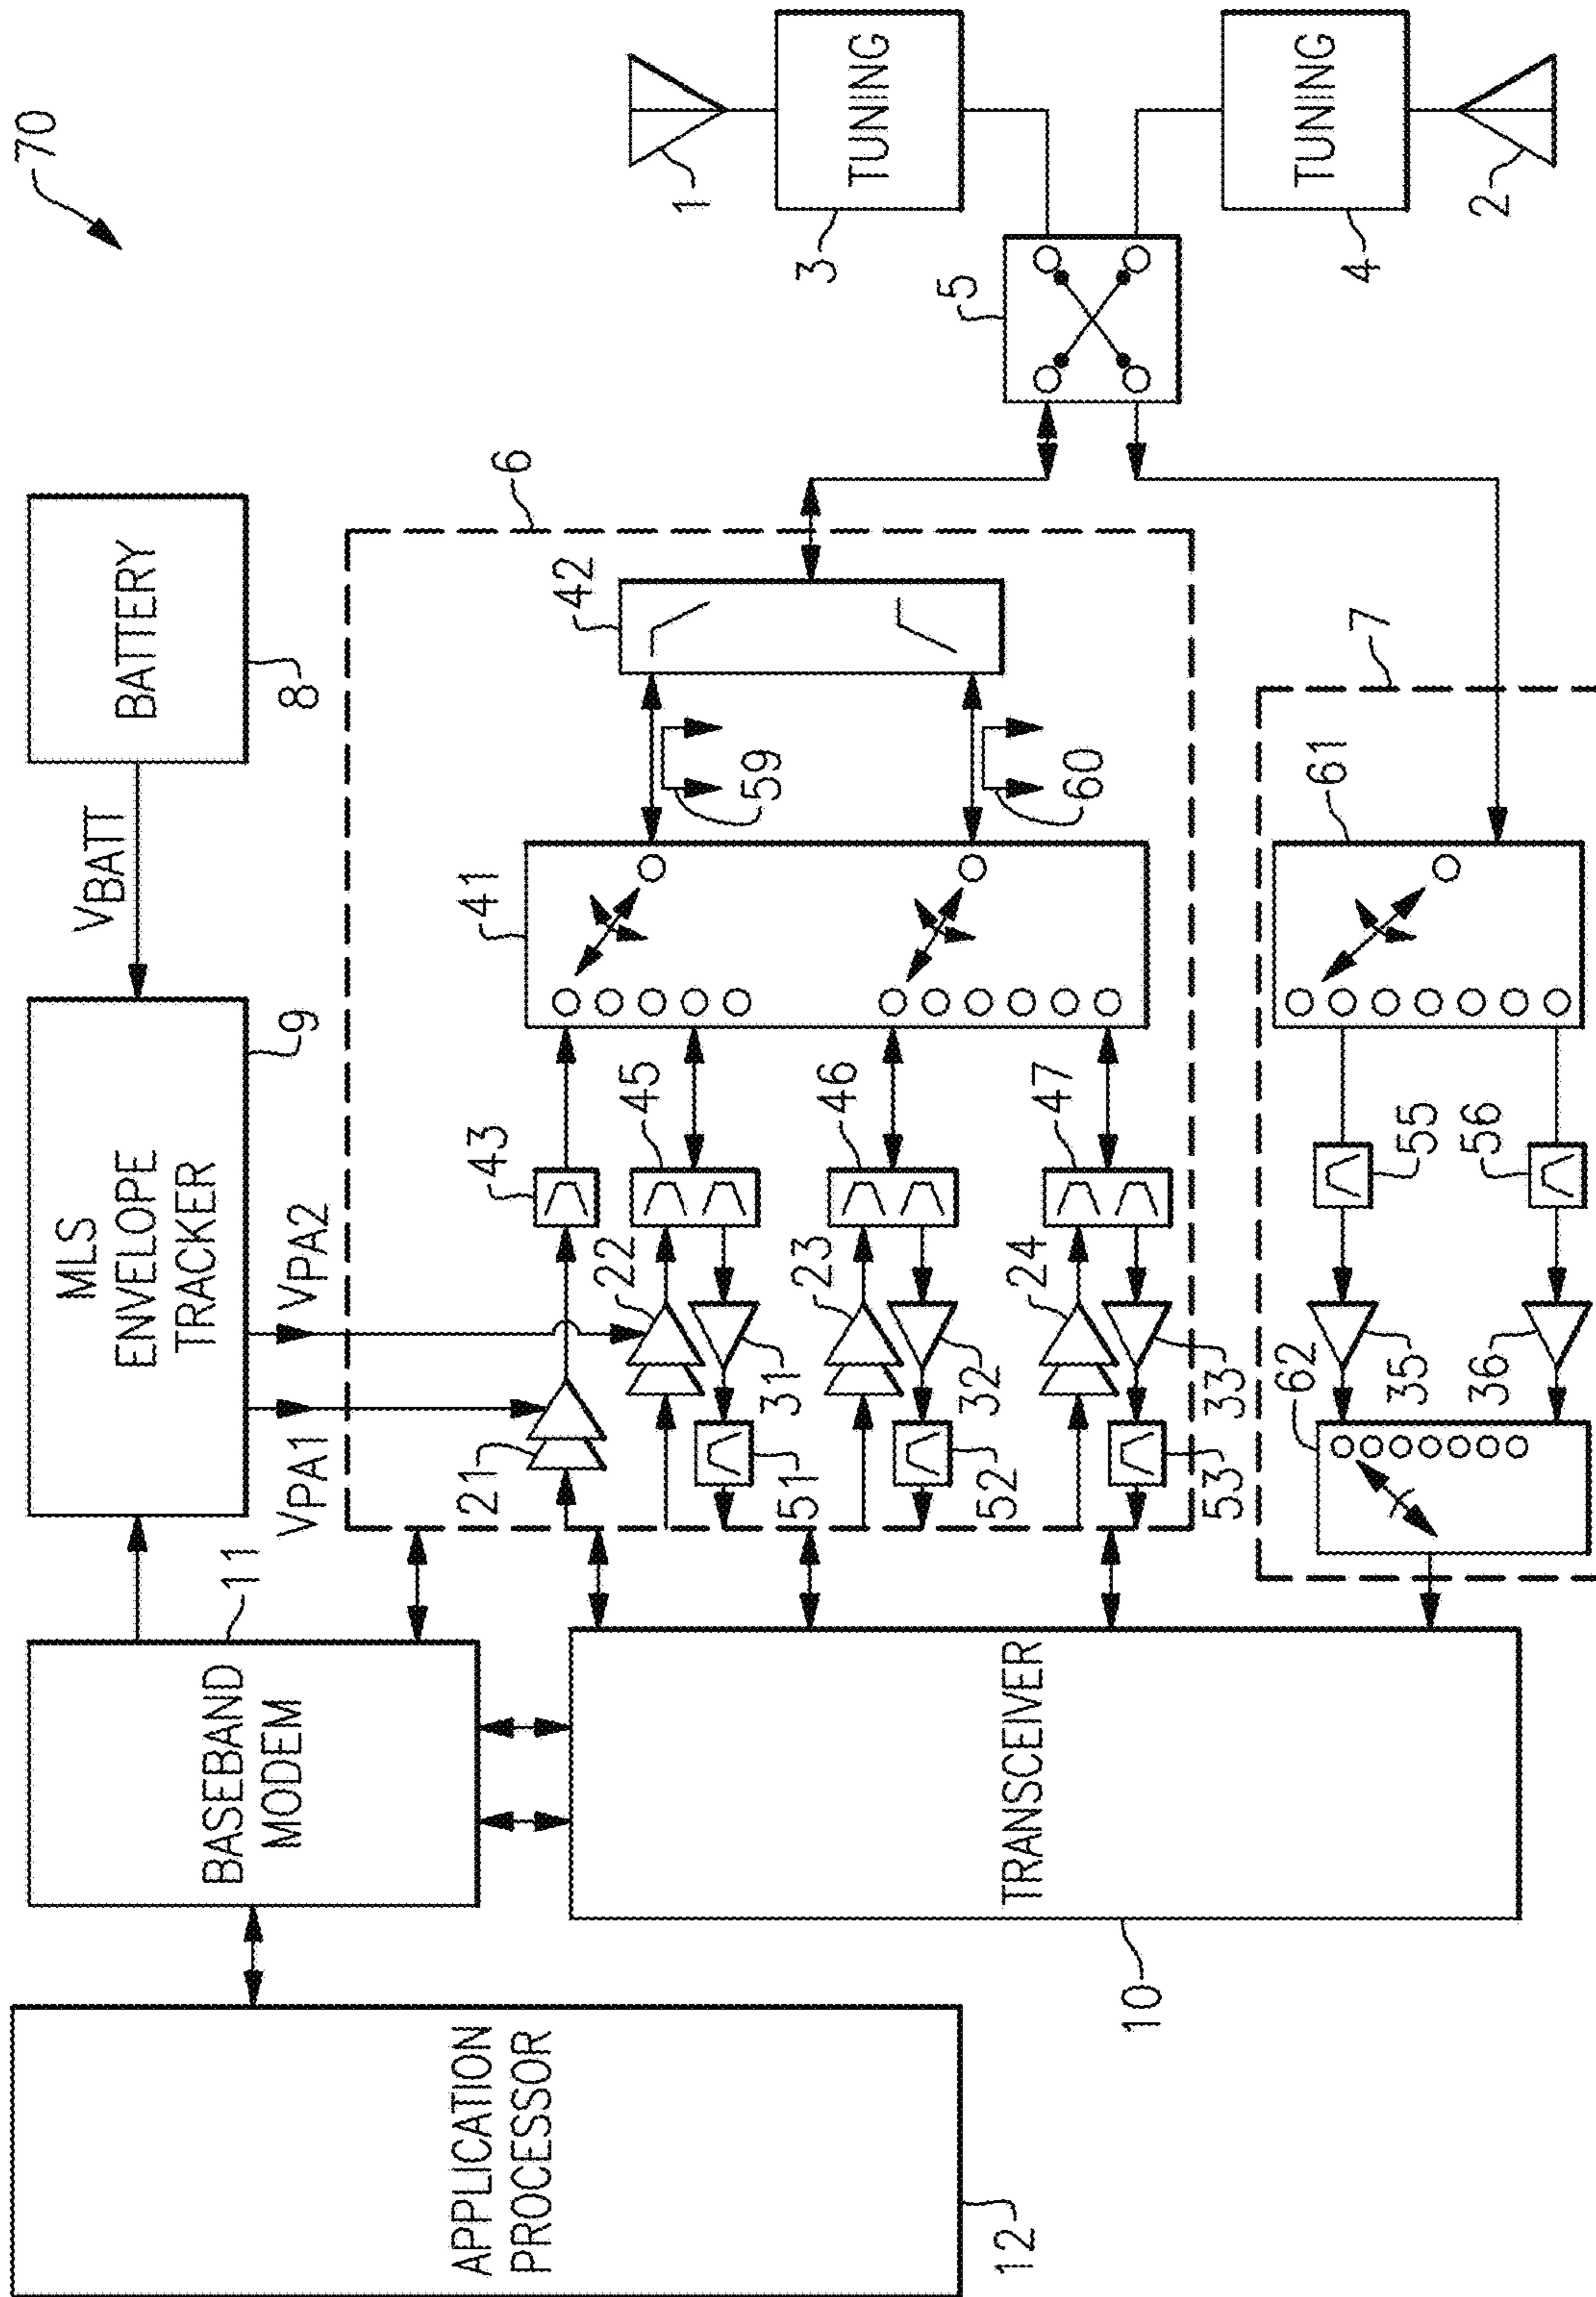 70
APPLICATION
PROCESSOR
12
BASEBAND
MODEM
11
MLS
ENVELOPE
TRACKER
9
VBATT
BATTERY
8
VPA1
VPA2
TRANSCEIVER
10
6
21
43
22
45
31
51
23
46
32
52
24
47
33
53
41
59
60
42
7
62
35
36
55
56
61
5
1
TUNING
3
TUNING
4
2